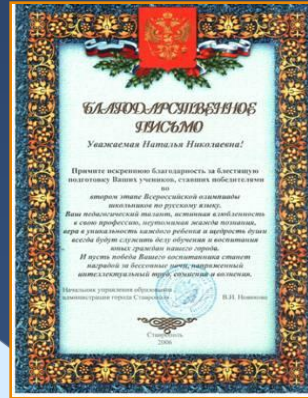 БЛАГОДАРСТВЕННОЕ
ПИСЬМО
Уважаемая Наталья Николаевна!
Примите искреннюю благодарность за блестящую
подготовку Ваших учеников, ставших победителями
во
втором этапе Всероссийской олимпиады
школьников по русскому языку.
Ваш педагогический талант, истинная влюбленность
в свою профессию, неутолимая жажда познания,
вера в уникальность каждого ребенка и щедрость души
всегда будут служить делу обучения и воспитания
юных граждан нашего города.
И пусть победа Вашего воспитанника станет
наградой за бессонные ночи, напряженный
интеллектуальный труд, сомнения и волнения.
Начальник управления образования
администрации города Ставрополя В.И.
Ставрополь
2006